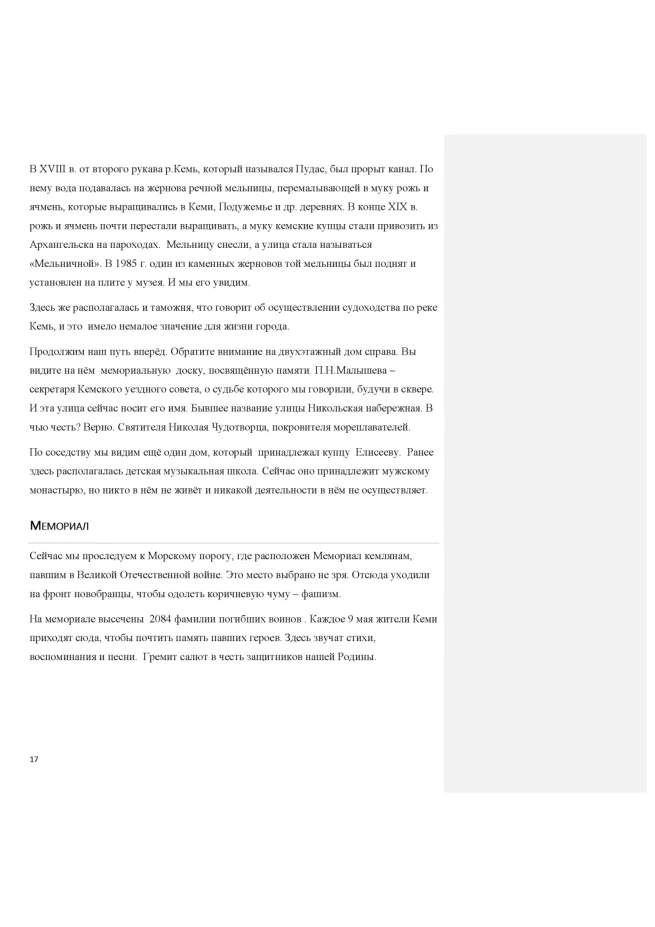 В XVIII в. от второго рукава р.Кемь, который назывался Пудас, был прорыт канал. По
нему вода подавалась на жернова речной мельницы, перемалывающей в муку рожь и
ячмень, которые выращивались в Кеми, Подужемье и др. деревнях. В конце XIX в.
рожь и ячмень почти перестали выращивать, а муку кемские купцы стали привозить из
Архангельска на пароходах. Мельницу снесли, а улица стала называться
«Мельничной». В 1985 г. один из каменных жерновов той мельницы был поднят и
установлен на плите у музея. И мы его увидим.
Здесь же располагалась и таможня, что говорит об осуществлении судоходства по реке
Кемь, и это имело немалое значение для жизни города.
Продолжим наш путь вперёд. Обратите внимание на двухэтажный дом справа. Вы
видите на нём мемориальную доску, посвящённую памяти П.Н.Малышева –
секретаря Кемского уездного совета, о судьбе которого мы говорили, будучи в сквере.
И эта улица сейчас носит его имя. Бывшее название улицы Никольская набережная. В
чью честь? Верно. Святителя Николая Чудотворца, покровителя мореплавателей.
По соседству мы видим ещё один дом, который принадлежал купцу Елисееву. Ранее
здесь располагалась детская музыкальная школа. Сейчас оно принадлежит мужскому
монастырю, но никто в нём не живёт и никакой деятельности в нём не осуществляет.
Мемориал
Сейчас мы проследуем к Морскому порогу, где расположен Мемориал кемлянам,
павшим в Великой Отечественной войне. Это место выбрано не зря. Отсюда уходили
на фронт новобранцы, чтобы одолеть коричневую чуму – фашизм.
На мемориале высечены 2084 фамилии погибших воинов . Каждое 9 мая жители Кеми
приходят сюда, чтобы почтить память павших героев. Здесь звучат стихи,
воспоминания и песни. Гремит салют в честь защитников нашей Родины.
17